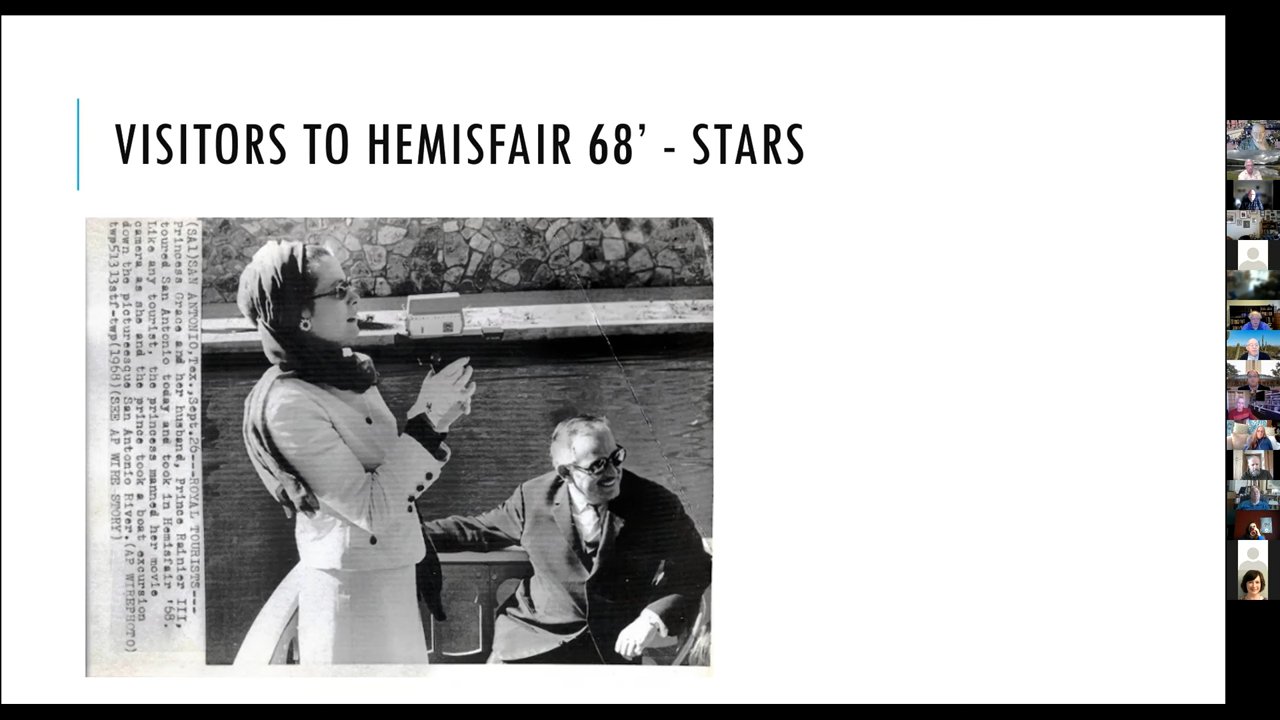 VISITORS TO HEMISFAIR 68’ - STARS
(SA1)SAN ANTONIO,Tex.,Sept.26---ROYAL TOURISTS---
Princess Grace and her husband, Prince Rainier III,
toured San Antonio today and took in Hemisfair '68.
Like any tourist, the princess manned her movie
camera as she and the prince took a boat excursion
down the picturesque San Antonio River.(AP WIREPHOTO)
(1968)(SEE AP WIRE STORY)